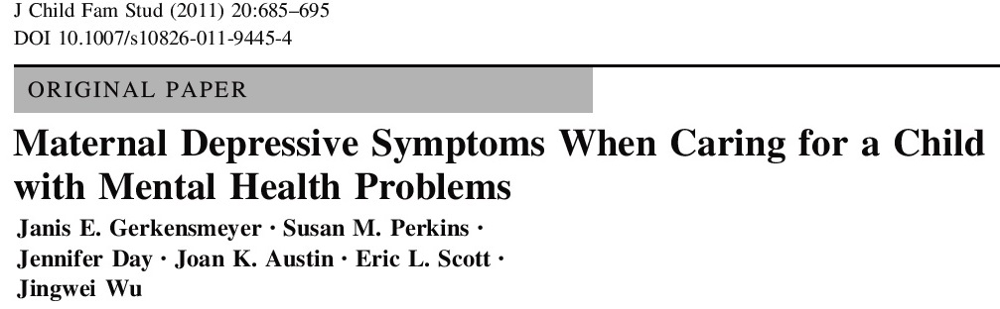 J Child Fam Stud (2011) 20:685–695
DOI 10.1007/s10826-011-9445-4
ORIGINAL PAPER
Maternal Depressive Symptoms When Caring for a Child
with Mental Health Problems
Janis E. Gerkensmeyer · Susan M. Perkins ·
Jennifer Day · Joan K. Austin · Eric L. Scott ·
Jingwei Wu